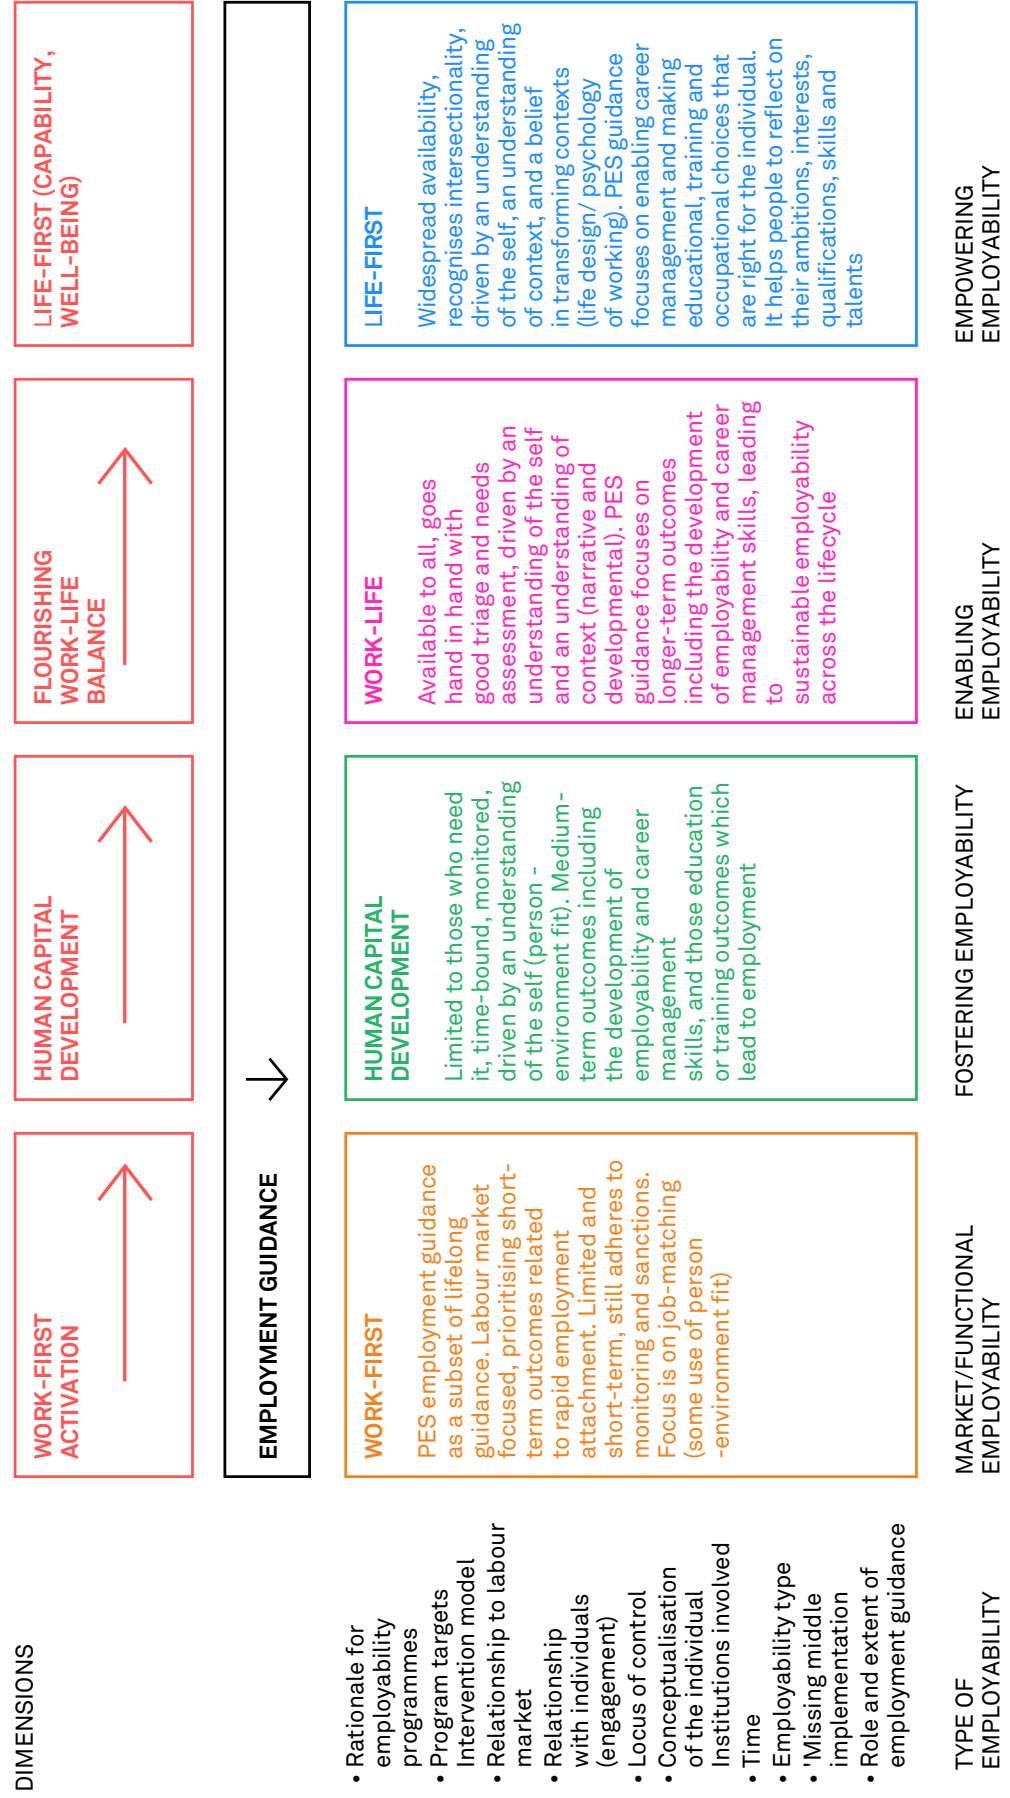 DIMENSIONS
WORK-FIRST
ACTIVATION
HUMAN CAPITAL
DEVELOPMENT
FLOURISHING
WORK-LIFE
BALANCE
LIFE-FIRST (CAPABILITY,
WELL-BEING)
EMPLOYMENT GUIDANCE
• Rationale for
employability
programmes
• Program targets
Intervention model
• Relationship to labour
market
• Relationship
with individuals
(engagement)
• Locus of control
• Conceptualisation
of the individual
Institutions involved
• Time
• Employability type
• 'Missing middle
implementation
• Role and extent of
employment guidance
WORK-FIRST
PES employment guidance
as a subset of lifelong
guidance. Labour market
focused, prioritising short-
term outcomes related
to rapid employment
attachment. Limited and
short-term, still adheres to
monitoring and sanctions.
Focus is on job-matching
(some use of person
-environment fit)
HUMAN CAPITAL
DEVELOPMENT
Limited to those who need
it, time-bound, monitored,
driven by an understanding
of the self (person -
environment fit). Medium-
term outcomes including
the development of
employability and career
management
skills, and those education
or training outcomes which
lead to employment
WORK-LIFE
Available to all, goes
hand in hand with
good triage and needs
assessment, driven by an
understanding of the self
and an understanding of
context (narrative and
developmental). PES
guidance focuses on
longer-term outcomes
including the development
of employability and career
management skills, leading
to
sustainable employability
across the lifecycle
LIFE-FIRST
Widespread availability,
recognises intersectionality,
driven by an understanding
of the self, an understanding
of context, and a belief
in transforming contexts
(life design/ psychology
of working). PES guidance
focuses on enabling career
management and making
educational, training and
occupational choices that
are right for the individual.
It helps people to reflect on
their ambitions, interests,
qualifications, skills and
talents
TYPE OF
EMPLOYABILITY
MARKET/FUNCTIONAL
EMPLOYABILITY
FOSTERING EMPLOYABILITY
ENABLING
EMPLOYABILITY
EMPOWERING
EMPLOYABILITY